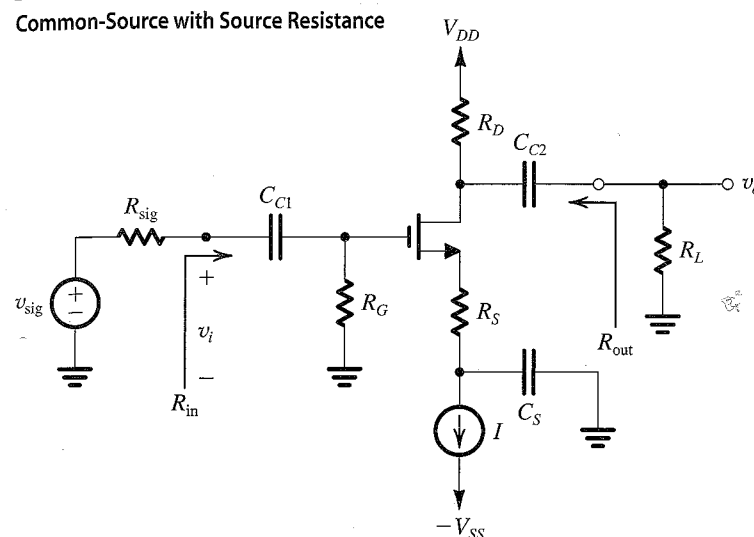 Common-Source with Source Resistance
V_DD
R_D
C_C2
v_o
R_sig
C_C1
R_L
+
v_sig
+
−
R_G
R_S
v_i
R_out
−
R_in
C_S
I
−V_SS